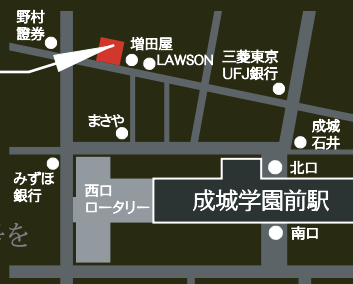 野村
證券
増田屋
LAWSON
三菱東京
UFJ銀行
まさや
成城
石井
みずほ
銀行
北口
西口
ロータリー
成城学園前駅
南口
を